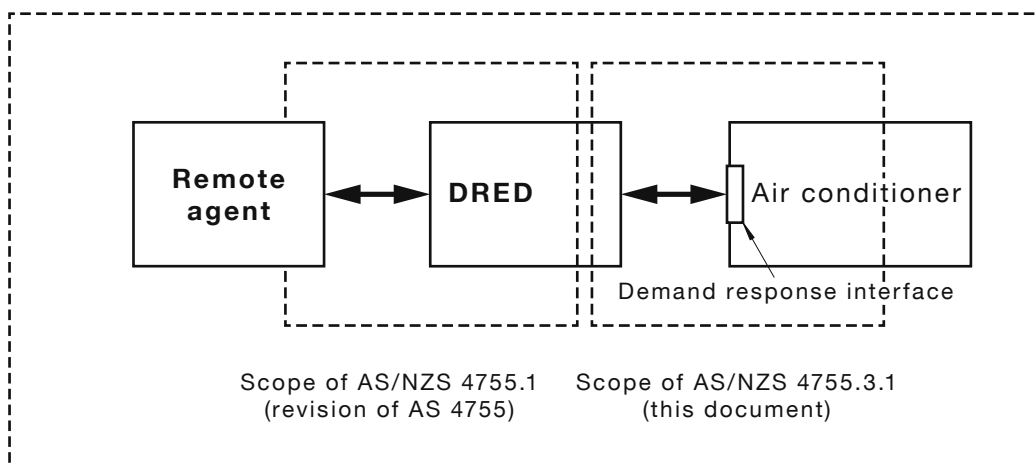 Remote
agent
DRED
Air conditioner
Demand response interface
Scope of AS/NZS 4755.1
(revision of AS 4755)
Scope of AS/NZS 4755.3.1
(this document)